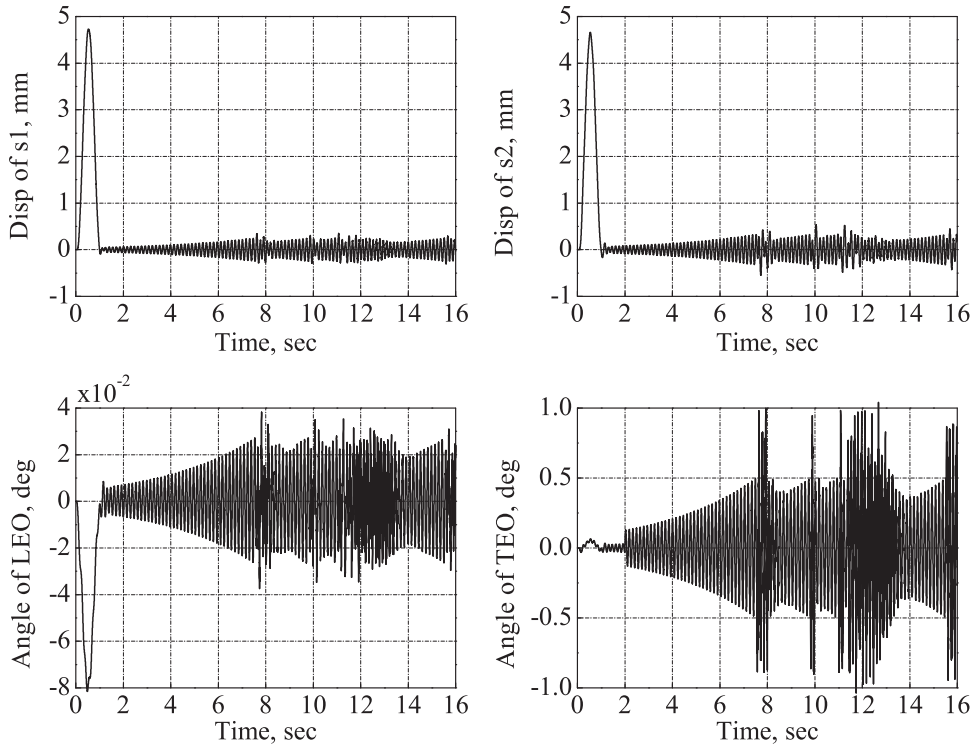 5
4
3
2
1
0
-1
Disp of s1, mm
0 2 4 6 8 10 12 14 16
Time, sec
5
4
3
2
1
0
-1
Disp of s2, mm
0 2 4 6 8 10 12 14 16
Time, sec
x10-2
4
2
0
-2
-4
-6
-8
Angle of LEO, deg
0 2 4 6 8 10 12 14 16
Time, sec
1.0
0.5
0.0
-0.5
-1.0
Angle of TEO, deg
0 2 4 6 8 10 12 14 16
Time, sec